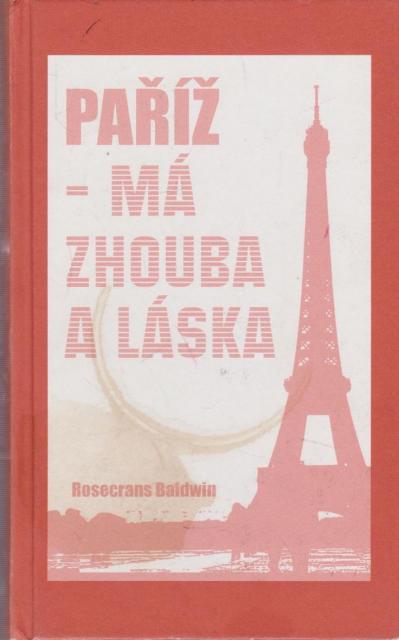 PAŘÍŽ
- MÁ
ZHOUBA
A LÁSKA
Rosecrans Baldwin